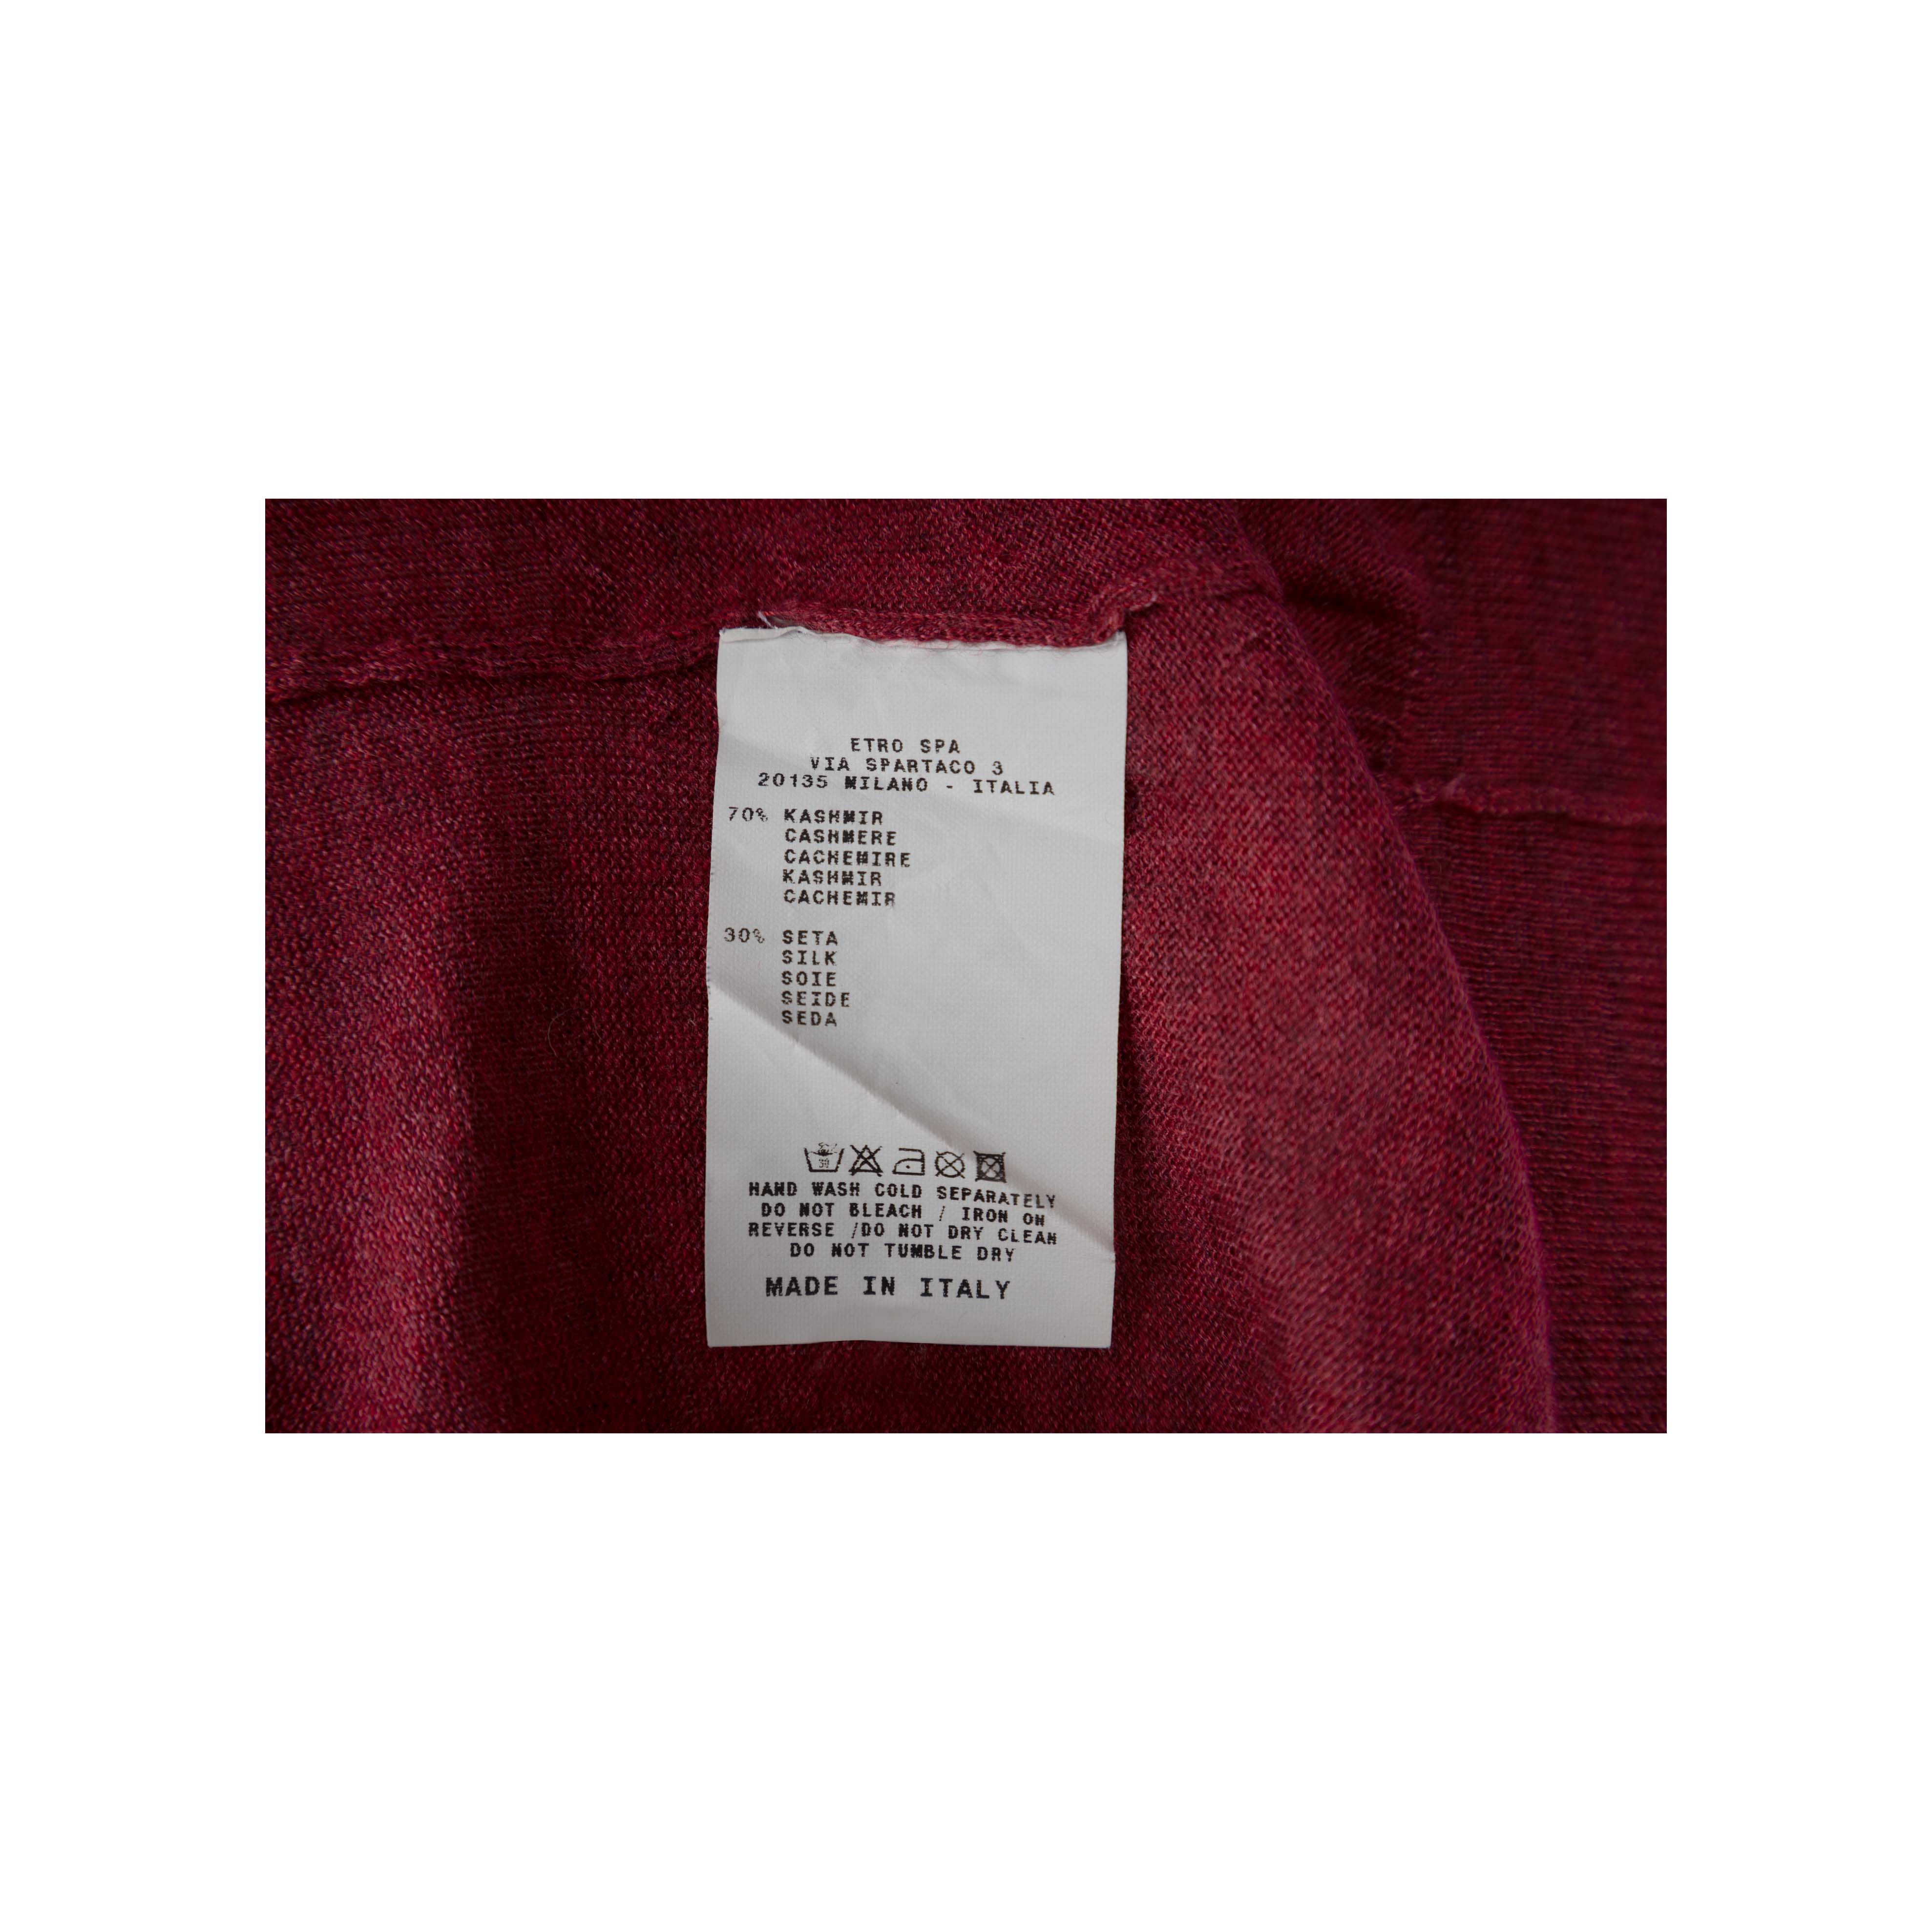 ETRO SPA
VIA SPARTACO 3
20135 MILANO - ITALIA
70% KASHMIR
CASHMERE
CACHEMIRE
KASHMIR
CACHEMIR
30% SETA
SILK
SOIE
SEIDE
SEDA
30
HAND WASH COLD SEPARATELY
DO NOT BLEACH / IRON ON
REVERSE /DO NOT DRY CLEAN
DO NOT TUMBLE DRY
MADE IN ITALY